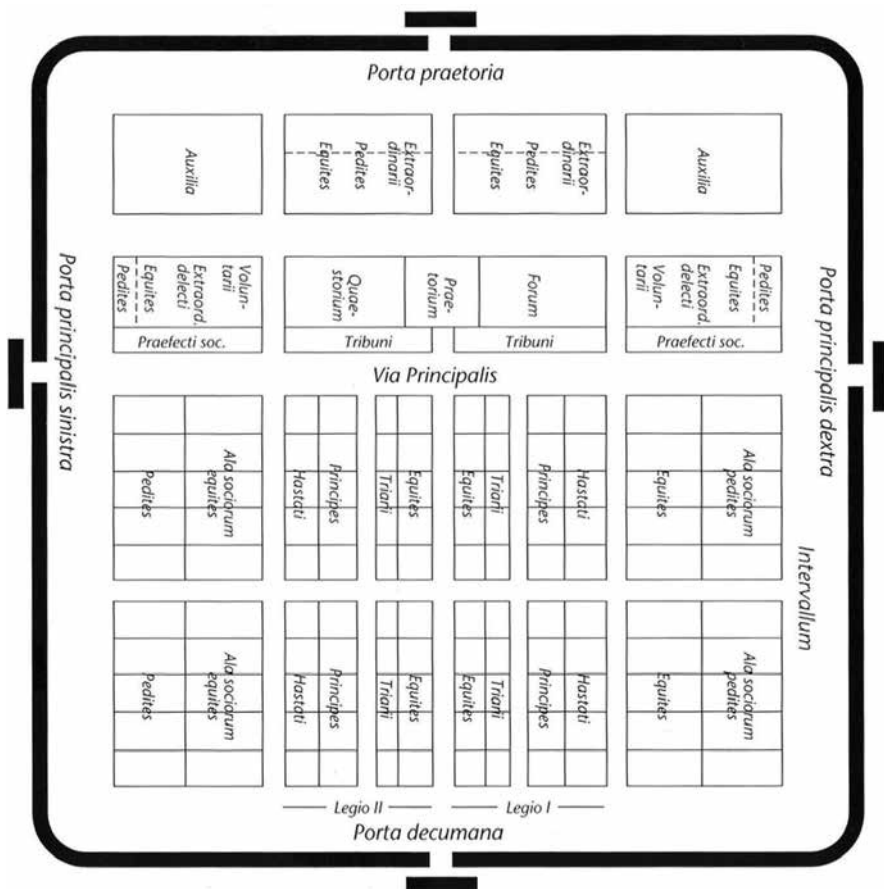 Porta praetoria
Auxilia
Extraor-
dinarii
Pedites
Equites
Extraor-
dinarii
Pedites
Equites
Auxilia
Porta principalis sinistra
Volun-
tarii
Extraord.
delecti
Equites
Pedites
Quae-
storium
Prae-
torium
Forum
Pedites
Equites
Extraord.
delecti
Volun-
tarii
Porta principalis dextra
Praefecti soc.
Tribuni
Tribuni
Praefecti soc.
Via Principalis
Ala sociorum
equites
Pedites
Hastati
Principes
Triarii
Equites
Equites
Triarii
Principes
Hastati
Equites
Ala sociorum
pedites
Intervallum
Ala sociorum
equites
Pedites
Hastati
Principes
Triarii
Equites
Equites
Triarii
Principes
Hastati
Equites
Ala sociorum
pedites
Legio II
Legio I
Porta decumana